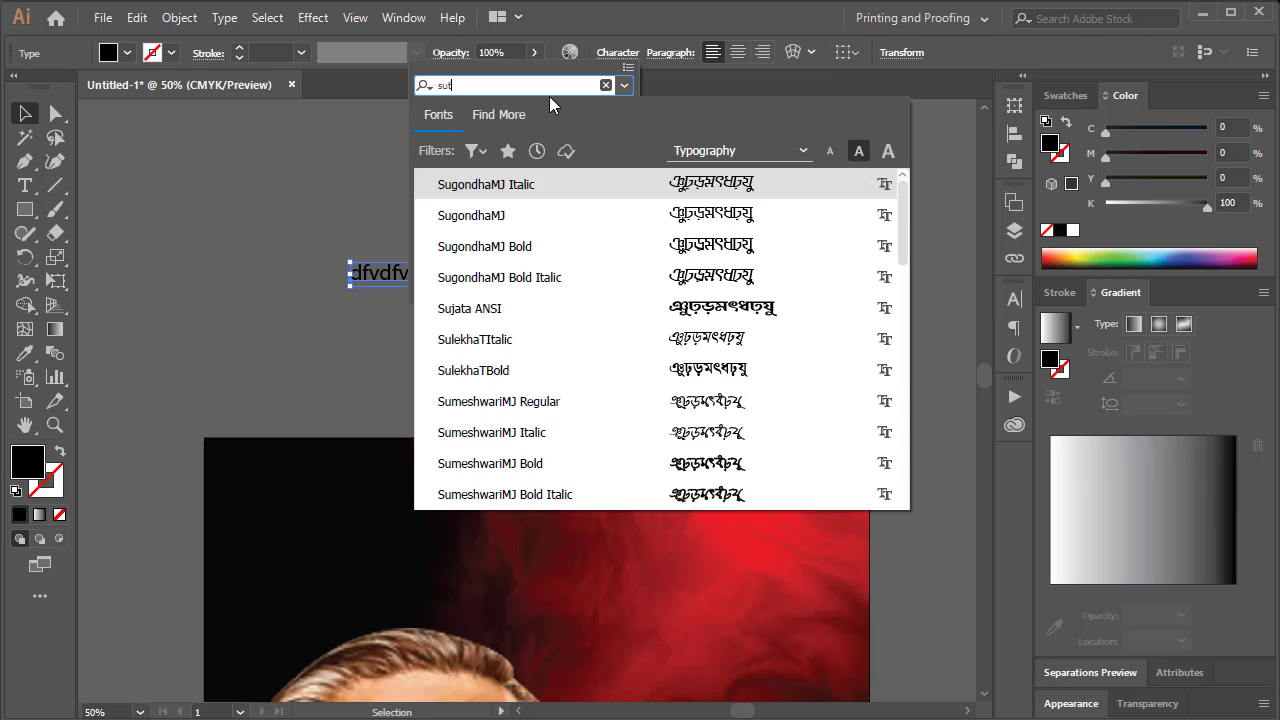 Ai File Edit Object Type Select Effect View Window Help Printing and Proofing Search Adobe Stock
Type Stroke: Opacity: 100% Character Paragraph: Transform
Untitled-1* @ 50% (CMYK/Preview)
sut
Fonts Find More
Filters: Typography A A A
SugondhaMJ Italic
SugondhaMJ
SugondhaMJ Bold
SugondhaMJ Bold Italic
Sujata ANSI
SulekhaTItalic
SulekhaTBold
SumeshwariMJ Regular
SumeshwariMJ Italic
SumeshwariMJ Bold
SumeshwariMJ Bold Italic
dfvdfv
Swatches Color
C 0 %
M 0 %
Y 0 %
K 100 %
Stroke Gradient
Type:
Stroke:
Opacity:
Location:
Separations Preview Attributes
Appearance Transparency
50% 1 Selection